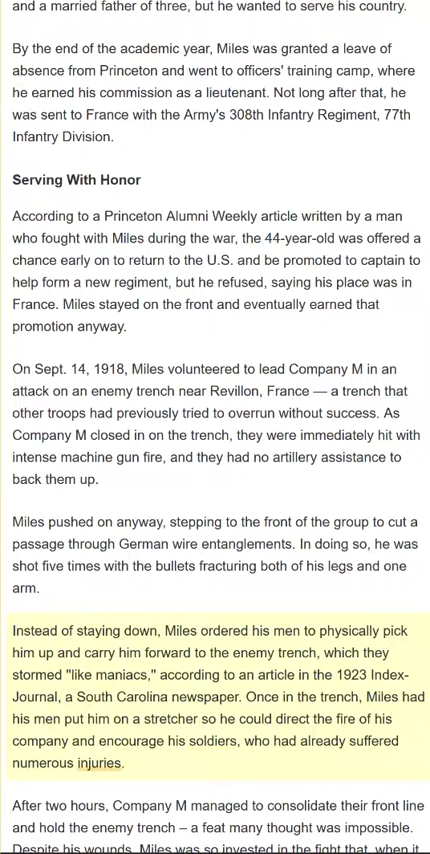 and a married father of three, but he wanted to serve his country.
By the end of the academic year, Miles was granted a leave of
absence from Princeton and went to officers' training camp, where
he earned his commission as a lieutenant. Not long after that, he
was sent to France with the Army's 308th Infantry Regiment, 77th
Infantry Division.
Serving With Honor
According to a Princeton Alumni Weekly article written by a man
who fought with Miles during the war, the 44-year-old was offered a
chance early on to return to the U.S. and be promoted to captain to
help form a new regiment, but he refused, saying his place was in
France. Miles stayed on the front and eventually earned that
promotion anyway.
On Sept. 14, 1918, Miles volunteered to lead Company M in an
attack on an enemy trench near Revillon, France — a trench that
other troops had previously tried to overrun without success. As
Company M closed in on the trench, they were immediately hit with
intense machine gun fire, and they had no artillery assistance to
back them up.
Miles pushed on anyway, stepping to the front of the group to cut a
passage through German wire entanglements. In doing so, he was
shot five times with the bullets fracturing both of his legs and one
arm.
Instead of staying down, Miles ordered his men to physically pick
him up and carry him forward to the enemy trench, which they
stormed "like maniacs," according to an article in the 1923 Index-
Journal, a South Carolina newspaper. Once in the trench, Miles had
his men put him on a stretcher so he could direct the fire of his
company and encourage his soldiers, who had already suffered
numerous injuries.
After two hours, Company M managed to consolidate their front line
and hold the enemy trench – a feat many thought was impossible.
Despite his wounds, Miles was so invested in the fight that, when it